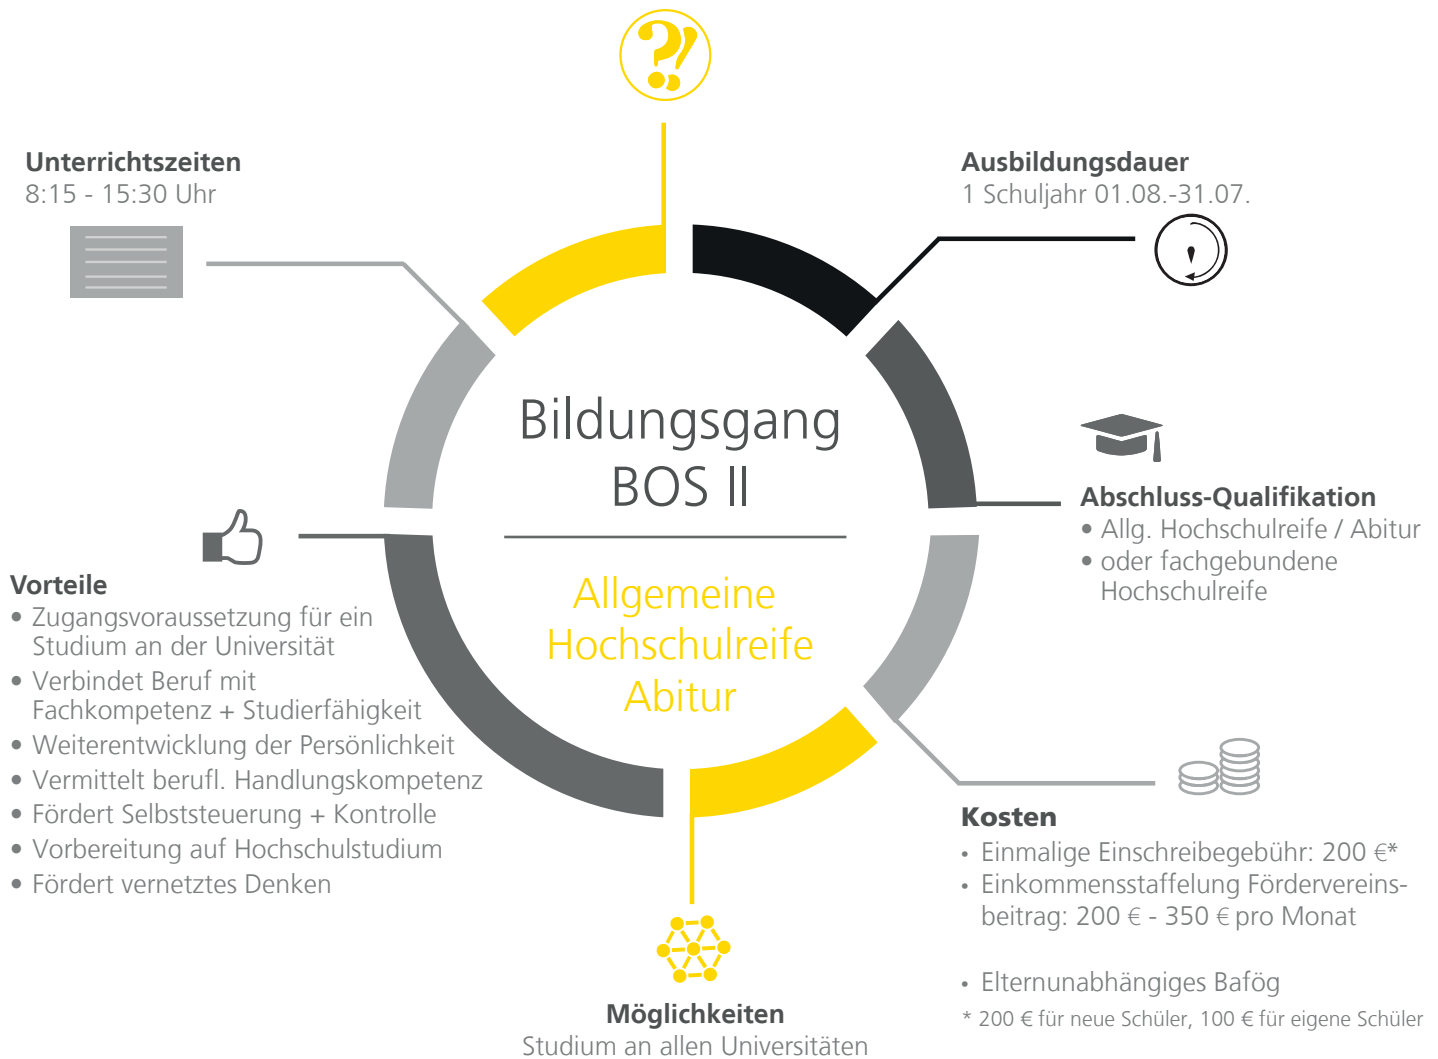 ?!
Unterrichtszeiten
8:15 - 15:30 Uhr
Ausbildungsdauer
1 Schuljahr 01.08.-31.07.
Bildungsgang
BOS II
Allgemeine
Hochschulreife
Abitur
Abschluss-Qualifikation
• Allg. Hochschulreife / Abitur
• oder fachgebundene
Hochschulreife
Vorteile
• Zugangsvoraussetzung für ein
Studium an der Universität
• Verbindet Beruf mit
Fachkompetenz + Studierfähigkeit
• Weiterentwicklung der Persönlichkeit
• Vermittelt berufl. Handlungskompetenz
• Fördert Selbststeuerung + Kontrolle
• Vorbereitung auf Hochschulstudium
• Fördert vernetztes Denken
Kosten
• Einmalige Einschreibegebühr: 200 €*
• Einkommensstaffelung Fördervereins-
beitrag: 200 € - 350 € pro Monat
• Elternunabhängiges Bafög
* 200 € für neue Schüler, 100 € für eigene Schüler
Möglichkeiten
Studium an allen Universitäten